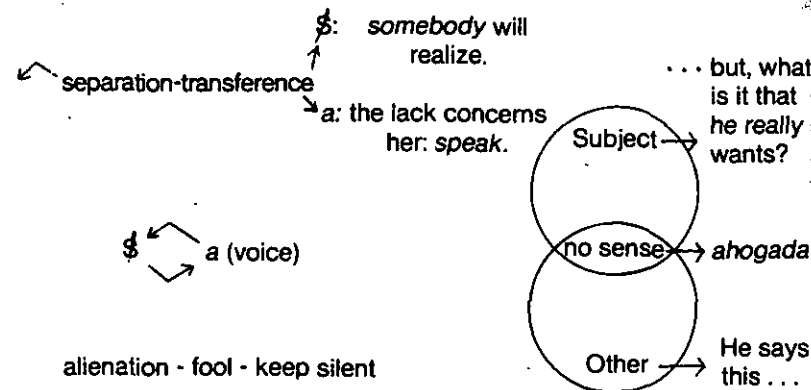 $: somebody will
realize.
separation-transference
a: the lack concerns
her: speak.
... but, what
is it that
he really
wants?
Subject
$ a (voice)
no sense
ahogada
alienation - fool - keep silent
Other
He says
this ...